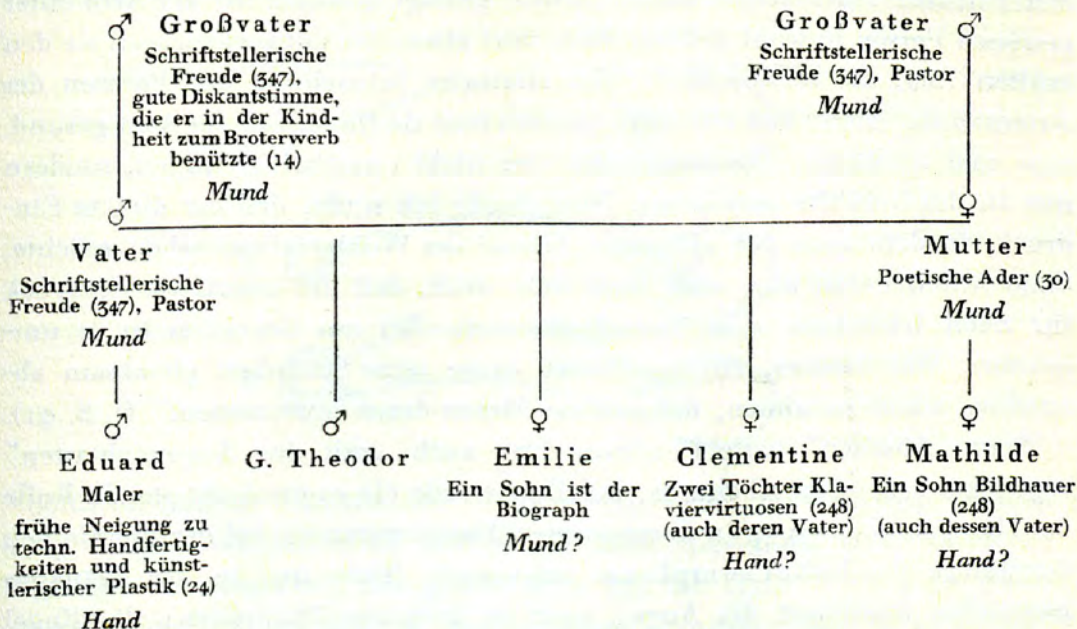 Großvater
Schriftstellerische
Freude (347),
gute Diskantstimme,
die er in der Kind-
heit zum Broterwerb
benützte (14)
Mund
Großvater
Schriftstellerische
Freude (347), Pastor
Mund
Vater
Schriftstellerische
Freude (347), Pastor
Mund
Mutter
Poetische Ader (30)
Mund
Eduard
Maler
frühe Neigung zu
techn. Handfertig-
keiten und künst-
lerischer Plastik (24)
Hand
G. Theodor
Emilie
Ein Sohn ist der
Biograph
Mund?
Clementine
Zwei Töchter Kla-
viervirtuosen (248)
(auch deren Vater)
Hand?
Mathilde
Ein Sohn Bildhauer
(248)
(auch dessen Vater)
Hand?